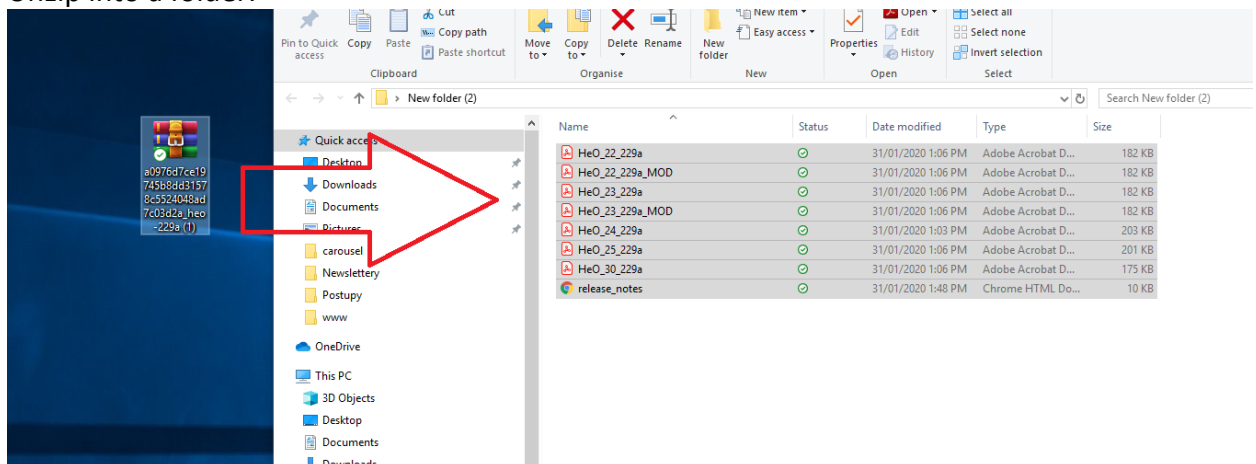 Unzip into a folder:
Cut
New item
Open
Select all
Copy path
Easy access
Edit
Select none
Pin to Quick access
Copy
Paste
Paste shortcut
Move to
Copy to
Delete
Rename
New folder
Properties
History
Invert selection
Clipboard
Organise
New
Open
Select
New folder (2)
Search New folder (2)
Name
Status
Date modified
Type
Size
a0976d7ce19
745b8dd3157
8c5524048ad
7c03d2a_heo
-229a (1)
Quick access
Desktop
Downloads
Documents
Pictures
carousel
Newslettery
Postupy
www
OneDrive
This PC
3D Objects
Desktop
Documents
Downloads
HeO_22_229a 31/01/2020 1:06 PM Adobe Acrobat D... 182 KB
HeO_22_229a_MOD 31/01/2020 1:06 PM Adobe Acrobat D... 182 KB
HeO_23_229a 31/01/2020 1:06 PM Adobe Acrobat D... 182 KB
HeO_23_229a_MOD 31/01/2020 1:06 PM Adobe Acrobat D... 182 KB
HeO_24_229a 31/01/2020 1:03 PM Adobe Acrobat D... 203 KB
HeO_25_229a 31/01/2020 1:06 PM Adobe Acrobat D... 201 KB
HeO_30_229a 31/01/2020 1:06 PM Adobe Acrobat D... 175 KB
release_notes 31/01/2020 1:48 PM Chrome HTML Do... 10 KB